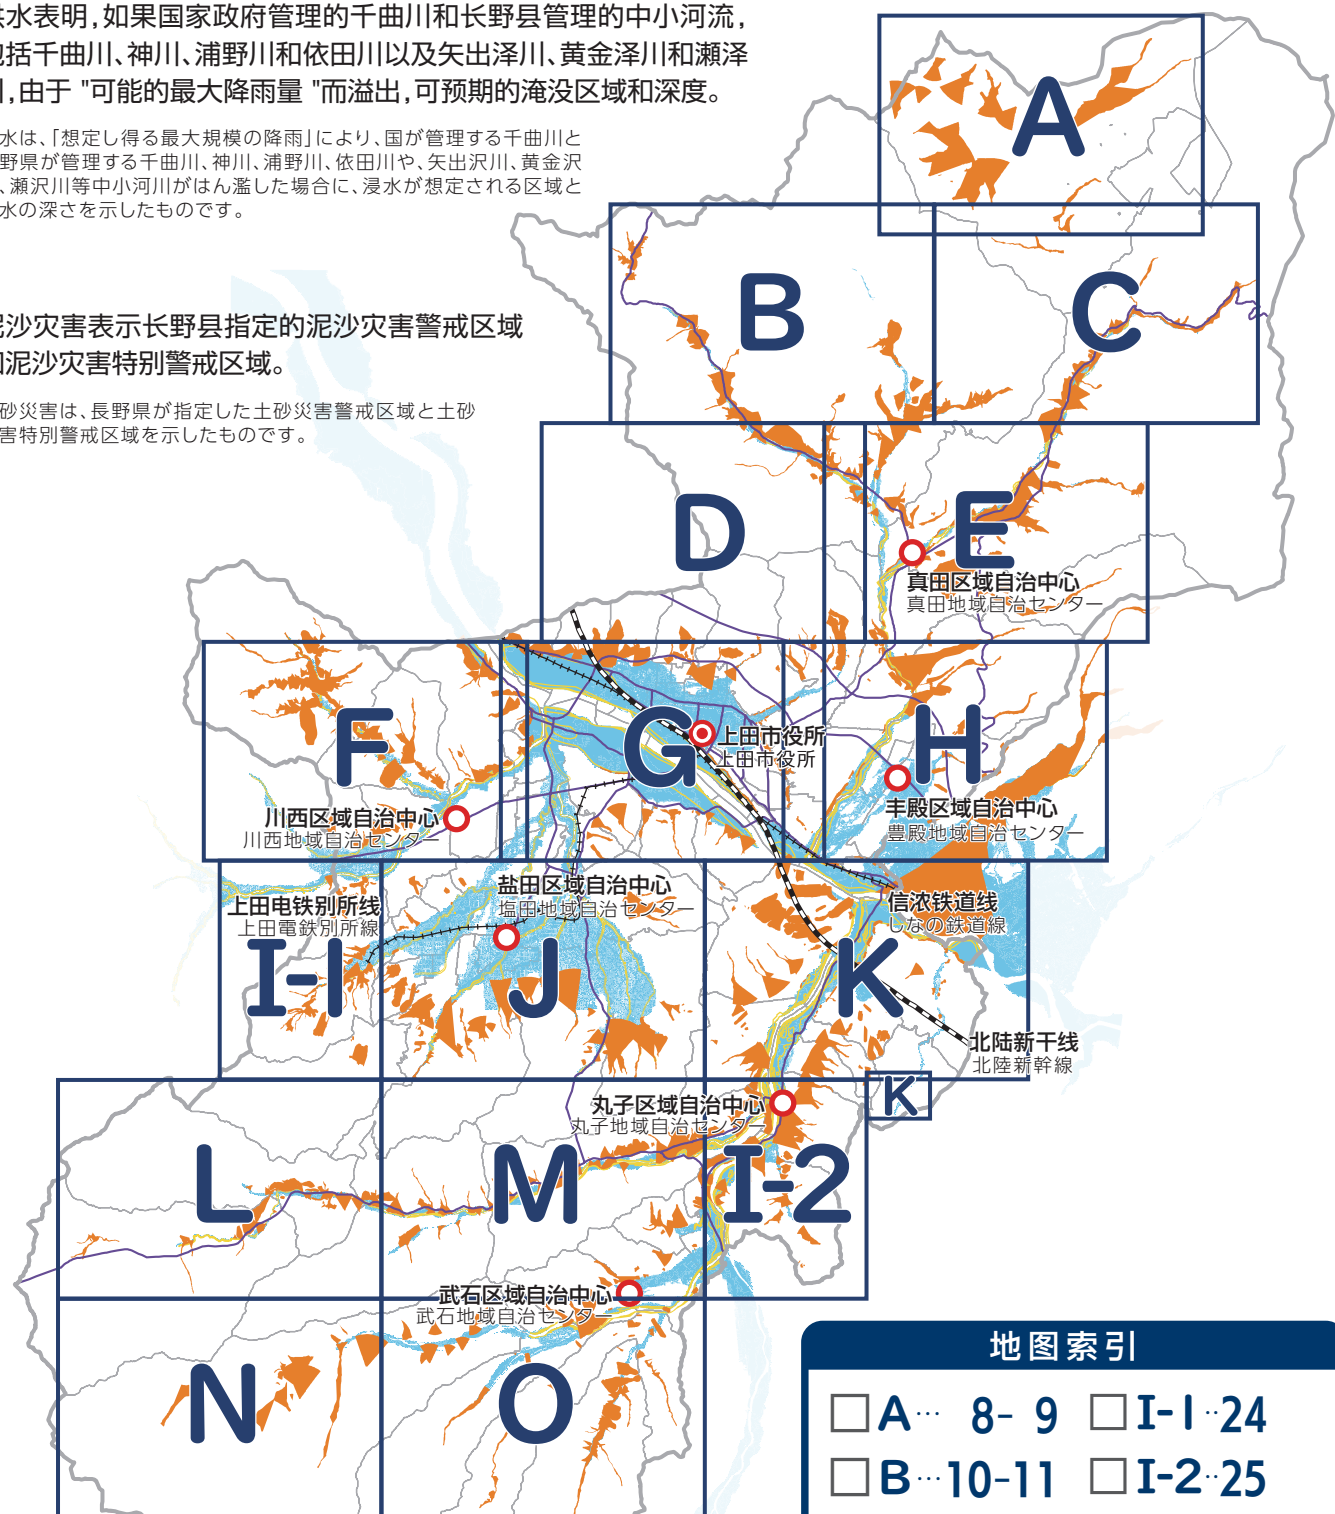 洪水表明,如果国家政府管理的千曲川和长野县管理的中小河流,
包括千曲川、神川、浦野川和依田川以及矢出泽川、黄金泽川和瀬泽
川,由于 "可能的最大降雨量 "而溢出,可预期的淹没区域和深度。
水は、「想定し得る最大規模の降雨」により、国が管理する千曲川と
野県が管理する千曲川、神川、浦野川、依田川や、矢出沢川、黄金沢
、瀬沢川等中小河川がはん濫した場合に、浸水が想定される区域と
水の深さを示したものです。
泥沙灾害表示长野县指定的泥沙灾害警戒区域
和泥沙灾害特别警戒区域。
砂災害は、長野県が指定した土砂災害警戒区域と土砂
害特別警戒区域を示したものです。
A
B
C
D
E
真田区域自治中心
真田地域自治センター
F
G
H
上田市役所
上田市役所
川西区域自治中心
川西地域自治センター
丰殿区域自治中心
豊殿地域自治センター
上田电铁别所线
上田電鉄別所線
盐田区域自治中心
塩田地域自治センター
信浓铁道线
しなの鉄道線
I-1
J
K
北陆新干线
北陸新幹線
K
丸子区域自治中心
丸子地域自治センター
L
M
I-2
武石区域自治中心
武石地域自治センター
N
O
地图索引
□A… 8- 9 □I-1‥24
□B…10-11 □I-2‥25